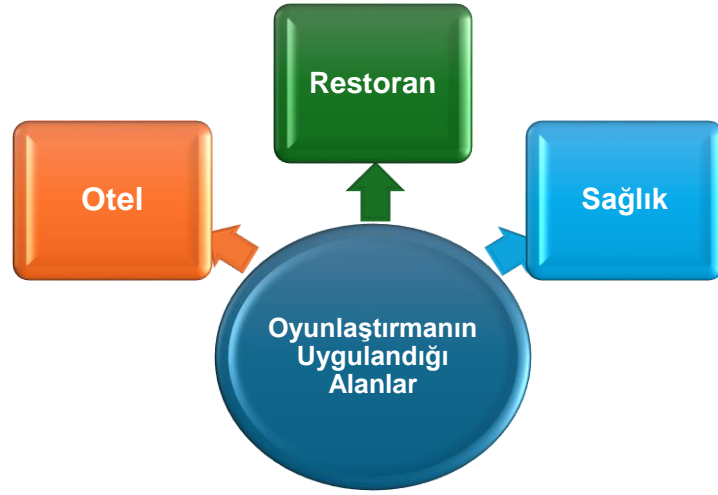 Restoran
Otel
Sağlık
Oyunlaştırmanın
Uygulandığı
Alanlar